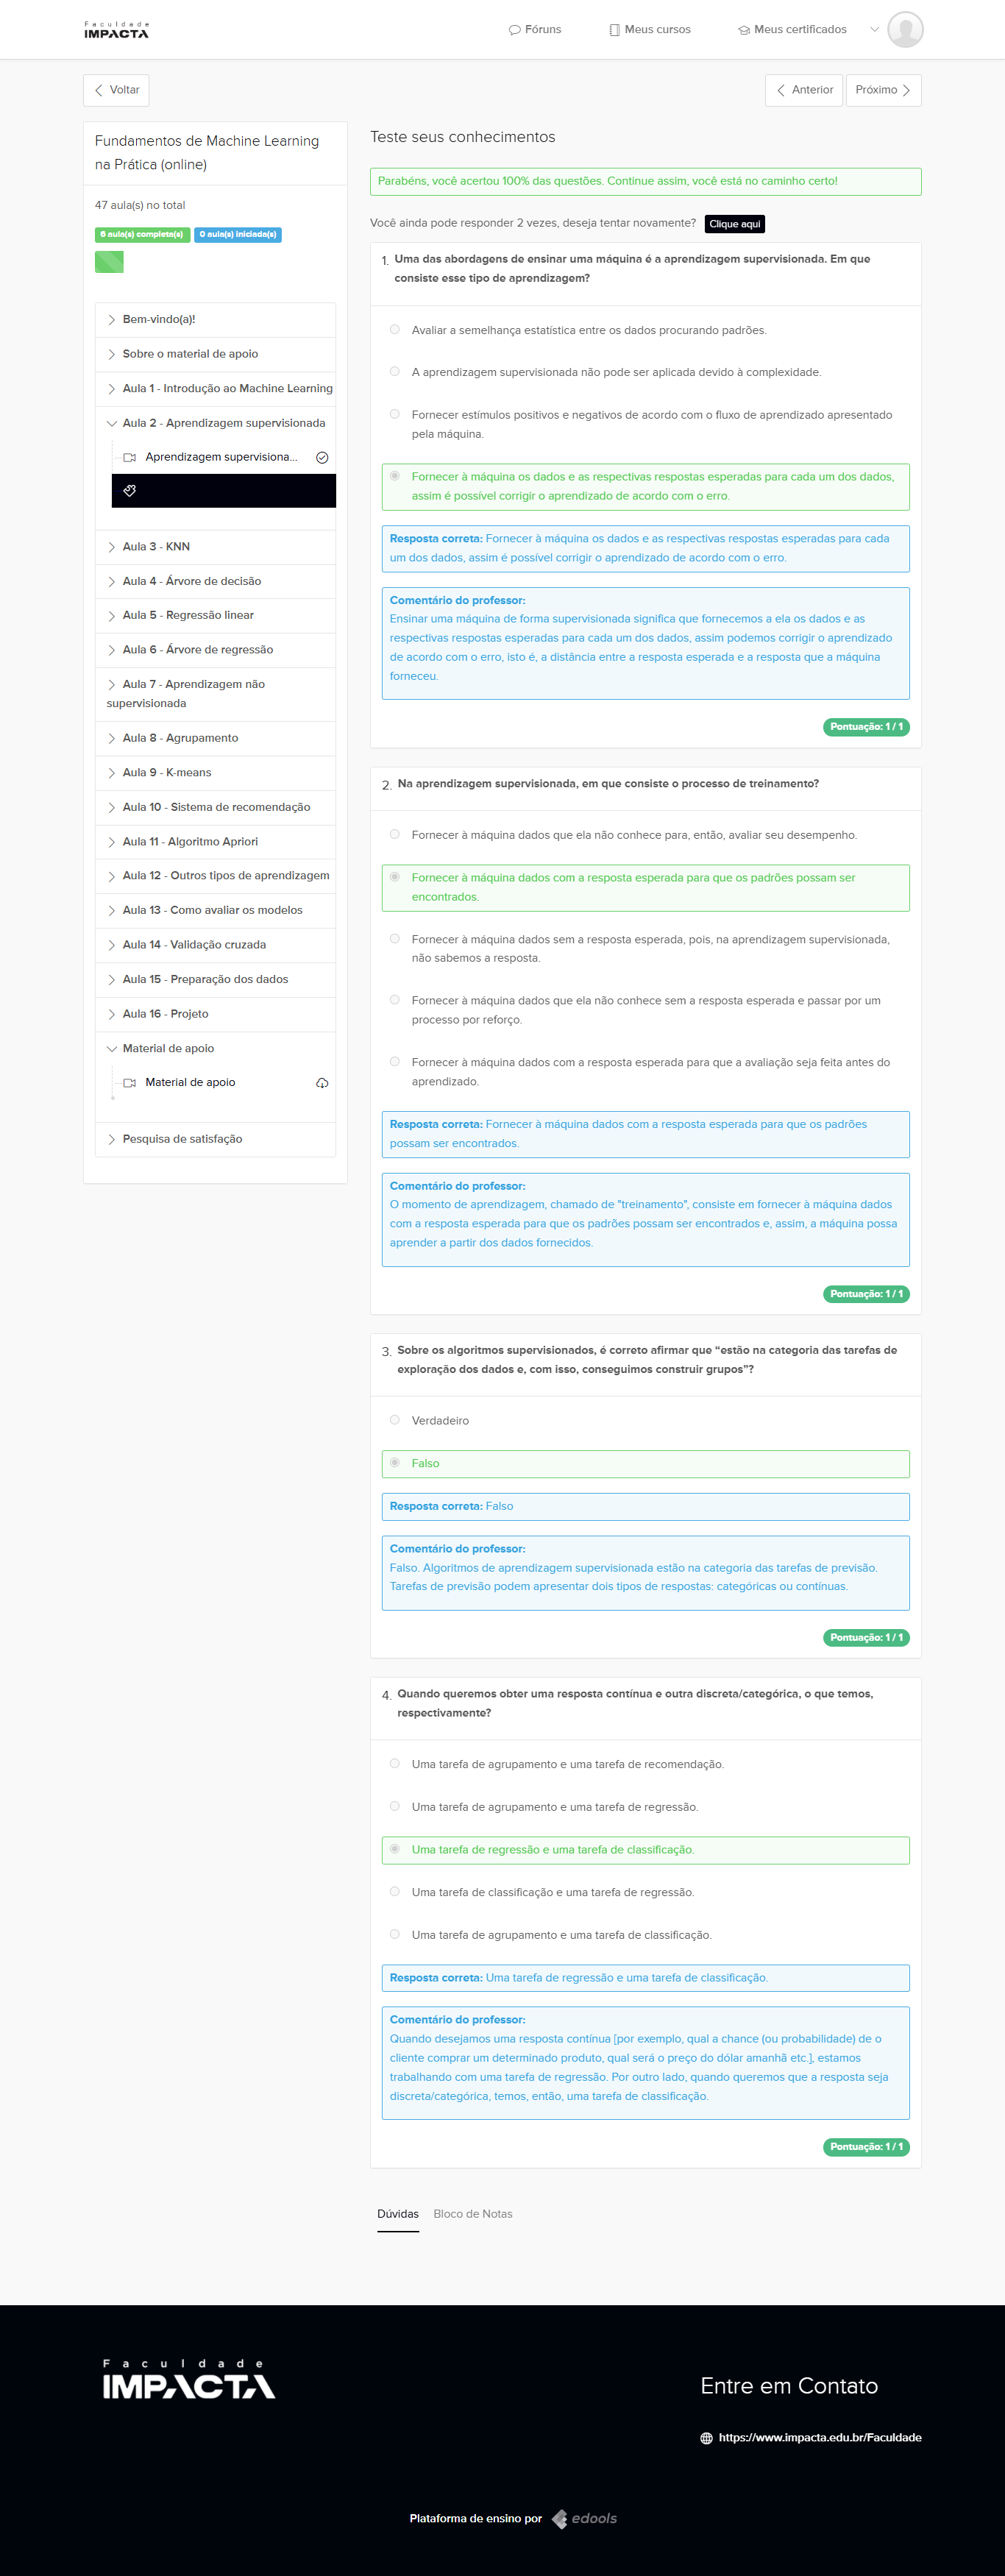 Faculdade
IMPACTA
Fóruns
Meus cursos
Meus certificados
Voltar
Anterior
Próximo
Fundamentos de Machine Learning
na Prática (online)
47 aula(s) no total
6 aula(s) completa(s)
0 aula(s) iniciada(s)
Bem-vindo(a)!
Sobre o material de apoio
Aula 1 - Introdução ao Machine Learning
Aula 2 - Aprendizagem supervisionada
Aprendizagem supervisiona...
Aula 3 - KNN
Aula 4 - Árvore de decisão
Aula 5 - Regressão linear
Aula 6 - Árvore de regressão
Aula 7 - Aprendizagem não
supervisionada
Aula 8 - Agrupamento
Aula 9 - K-means
Aula 10 - Sistema de recomendação
Aula 11 - Algoritmo Apriori
Aula 12 - Outros tipos de aprendizagem
Aula 13 - Como avaliar os modelos
Aula 14 - Validação cruzada
Aula 15 - Preparação dos dados
Aula 16 - Projeto
Material de apoio
Material de apoio
Pesquisa de satisfação
Teste seus conhecimentos
Parabéns, você acertou 100% das questões. Continue assim, você está no caminho certo!
Você ainda pode responder 2 vezes, deseja tentar novamente? Clique aqui
1. Uma das abordagens de ensinar uma máquina é a aprendizagem supervisionada. Em que
consiste esse tipo de aprendizagem?
Avaliar a semelhança estatística entre os dados procurando padrões.
A aprendizagem supervisionada não pode ser aplicada devido à complexidade.
Fornecer estímulos positivos e negativos de acordo com o fluxo de aprendizado apresentado
pela máquina.
Fornecer à máquina os dados e as respectivas respostas esperadas para cada um dos dados,
assim é possível corrigir o aprendizado de acordo com o erro.
Resposta correta: Fornecer à máquina os dados e as respectivas respostas esperadas para cada
um dos dados, assim é possível corrigir o aprendizado de acordo com o erro.
Comentário do professor:
Ensinar uma máquina de forma supervisionada significa que fornecemos a ela os dados e as
respectivas respostas esperadas para cada um dos dados, assim podemos corrigir o aprendizado
de acordo com o erro, isto é, a distância entre a resposta esperada e a resposta que a máquina
forneceu.
Pontuação: 1 / 1
2. Na aprendizagem supervisionada, em que consiste o processo de treinamento?
Fornecer à máquina dados que ela não conhece para, então, avaliar seu desempenho.
Fornecer à máquina dados com a resposta esperada para que os padrões possam ser
encontrados.
Fornecer à máquina dados sem a resposta esperada, pois, na aprendizagem supervisionada,
não sabemos a resposta.
Fornecer à máquina dados que ela não conhece sem a resposta esperada e passar por um
processo por reforço.
Fornecer à máquina dados com a resposta esperada para que a avaliação seja feita antes do
aprendizado.
Resposta correta: Fornecer à máquina dados com a resposta esperada para que os padrões
possam ser encontrados.
Comentário do professor:
O momento de aprendizagem, chamado de "treinamento", consiste em fornecer à máquina dados
com a resposta esperada para que os padrões possam ser encontrados e, assim, a máquina possa
aprender a partir dos dados fornecidos.
Pontuação: 1 / 1
3. Sobre os algoritmos supervisionados, é correto afirmar que “estão na categoria das tarefas de
exploração dos dados e, com isso, conseguimos construir grupos”?
Verdadeiro
Falso
Resposta correta: Falso
Comentário do professor:
Falso. Algoritmos de aprendizagem supervisionada estão na categoria das tarefas de previsão.
Tarefas de previsão podem apresentar dois tipos de respostas: categóricas ou contínuas.
Pontuação: 1 / 1
4. Quando queremos obter uma resposta contínua e outra discreta/categórica, o que temos,
respectivamente?
Uma tarefa de agrupamento e uma tarefa de recomendação.
Uma tarefa de agrupamento e uma tarefa de regressão.
Uma tarefa de regressão e uma tarefa de classificação.
Uma tarefa de classificação e uma tarefa de regressão.
Uma tarefa de agrupamento e uma tarefa de classificação.
Resposta correta: Uma tarefa de regressão e uma tarefa de classificação.
Comentário do professor:
Quando desejamos uma resposta contínua [por exemplo, qual a chance (ou probabilidade) de o
cliente comprar um determinado produto, qual será o preço do dólar amanhã etc.], estamos
trabalhando com uma tarefa de regressão. Por outro lado, quando queremos que a resposta seja
discreta/categórica, temos, então, uma tarefa de classificação.
Pontuação: 1 / 1
Dúvidas
Bloco de Notas
Faculdade
IMPACTA
Entre em Contato
https://www.impacta.edu.br/Faculdade
Plataforma de ensino por edools